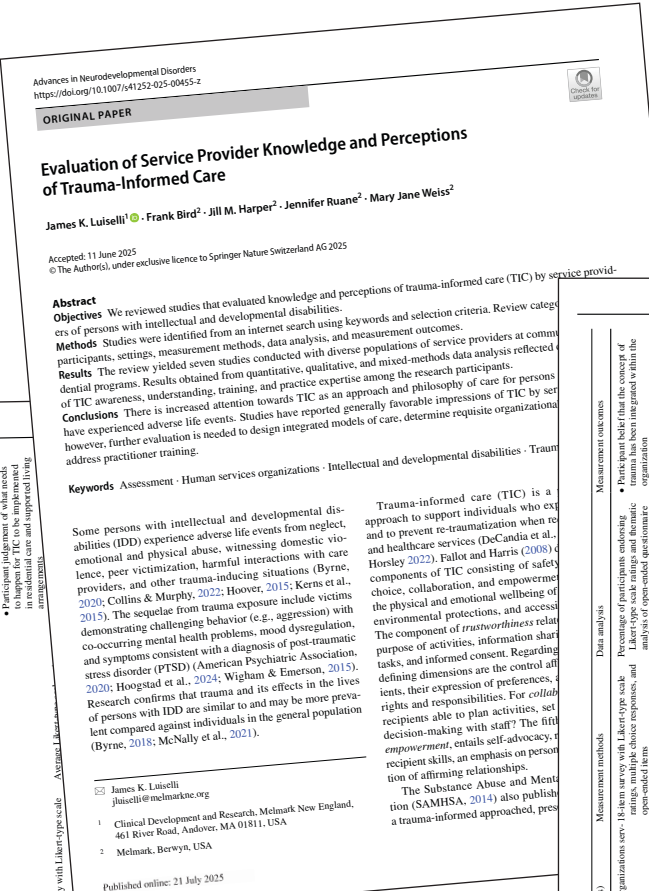 Advances in Neurodevelopmental Disorders
https://doi.org/10.1007/s41252-025-00455-z
ORIGINAL PAPER
Check for
updates
Evaluation of Service Provider Knowledge and Perceptions
of Trauma-Informed Care
James K. Luiselli1 · Frank Bird2 · Jill M. Harper2 · Jennifer Ruane2 · Mary Jane Weiss2
Accepted: 11 June 2025
© The Author(s), under exclusive licence to Springer Nature Switzerland AG 2025
Abstract
Objectives We reviewed studies that evaluated knowledge and perceptions of trauma-informed care (TIC) by service provid-
ers of persons with intellectual and developmental disabilities.
Methods Studies were identified from an internet search using keywords and selection criteria. Review catego
participants, settings, measurement methods, data analysis, and measurement outcomes.
Results The review yielded seven studies conducted with diverse populations of service providers at commu
dential programs. Results obtained from quantitative, qualitative, and mixed-methods data analysis reflected
of TIC awareness, understanding, training, and practice expertise among the research participants.
Conclusions There is increased attention towards TIC as an approach and philosophy of care for persons
have experienced adverse life events. Studies have reported generally favorable impressions of TIC by ser
however, further evaluation is needed to design integrated models of care, determine requisite organizational
address practitioner training.
Keywords Assessment · Human services organizations · Intellectual and developmental disabilities · Traum
Some persons with intellectual and developmental dis-
abilities (IDD) experience adverse life events from neglect,
emotional and physical abuse, witnessing domestic vio-
lence, peer victimization, harmful interactions with care
providers, and other trauma-inducing situations (Byrne,
2020; Collins & Murphy, 2022; Hoover, 2015; Kerns et al.,
2015). The sequelae from trauma exposure include victims
demonstrating challenging behavior (e.g., aggression) with
co-occurring mental health problems, mood dysregulation,
and symptoms consistent with a diagnosis of post-traumatic
stress disorder (PTSD) (American Psychiatric Association,
2020; Hoogstad et al., 2024; Wigham & Emerson, 2015).
Research confirms that trauma and its effects in the lives
of persons with IDD are similar to and may be more preva-
lent compared against individuals in the general population
(Byrne, 2018; McNally et al., 2021).
James K. Luiselli
jluiselli@melmarkne.org
1 Clinical Development and Research, Melmark New England,
461 River Road, Andover, MA 01811, USA
2 Melmark, Berwyn, USA
Published online: 21 July 2025
Trauma-informed care (TIC) is a
approach to support individuals who exp
and to prevent re-traumatization when re
and healthcare services (DeCandia et al.,
Horsley 2022). Fallot and Harris (2008) d
components of TIC consisting of safety
choice, collaboration, and empowerme
the physical and emotional wellbeing of
environmental protections, and accessi
The component of trustworthiness relat
purpose of activities, information shari
tasks, and informed consent. Regarding
defining dimensions are the control aff
ients, their expression of preferences, a
rights and responsibilities. For collab
recipients able to plan activities, set
decision-making with staff? The fifth
empowerment, entails self-advocacy, r
recipient skills, an emphasis on person
tion of affirming relationships.
The Substance Abuse and Menta
tion (SAMHSA, 2014) also publish
a trauma-informed approached, pres
• Participant judgement of what needs
to happen for TIC to be implemented
in residential care and supported living
arrangements
Average Likert-type
y with Likert-type scale
Measurement methods
Data analysis
Measurement outcomes
ganizations serv-
18-item survey with Likert-type scale
ratings, multiple choice responses, and
open-ended items
Percentage of participants endorsing
Likert-type scale ratings and thematic
analysis of open-ended questionnaire
• Participant belief that the concept of
trauma has been integrated within the
organization